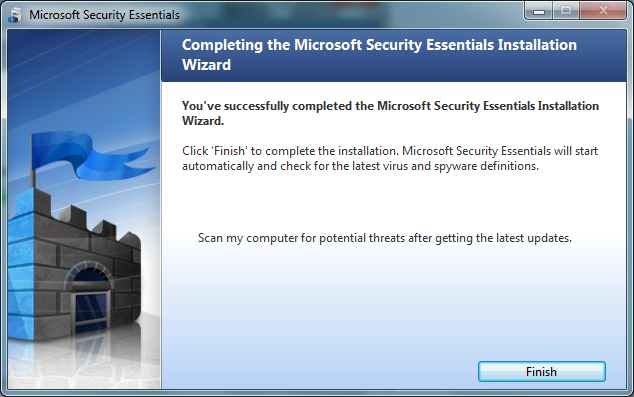 Microsoft Security Essentials
Completing the Microsoft Security Essentials Installation
Wizard
You've successfully completed the Microsoft Security Essentials Installation
Wizard.
Click 'Finish' to complete the installation. Microsoft Security Essentials will start
automatically and check for the latest virus and spyware definitions.
Scan my computer for potential threats after getting the latest updates.
Finish